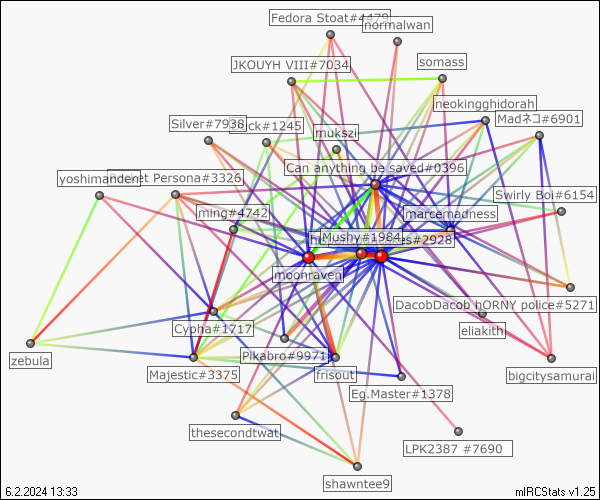 Fedora Stoat#4479
normalwan
JKOUYH VIII#7034
somass
neokingghidorah
Silver#7938
#1245
mukszi
Madネコ#6901
Can anything be saved#0396
yoshimande
net Persona#3326
Swirly Boi#6154
ming#4742
marcemadness
Mushy#1984
#2928
moonraven
DacobDacob hORNY police#5271
Cypha#1717
eliakith
zebula
Pikabro#9971
Majestic#3375
frisout
bigcitysamurai
Eg.Master#1378
thesecondtwat
LPK2387 #7690
shawntee9
6.2.2024 13:33
mIRCStats v1.25